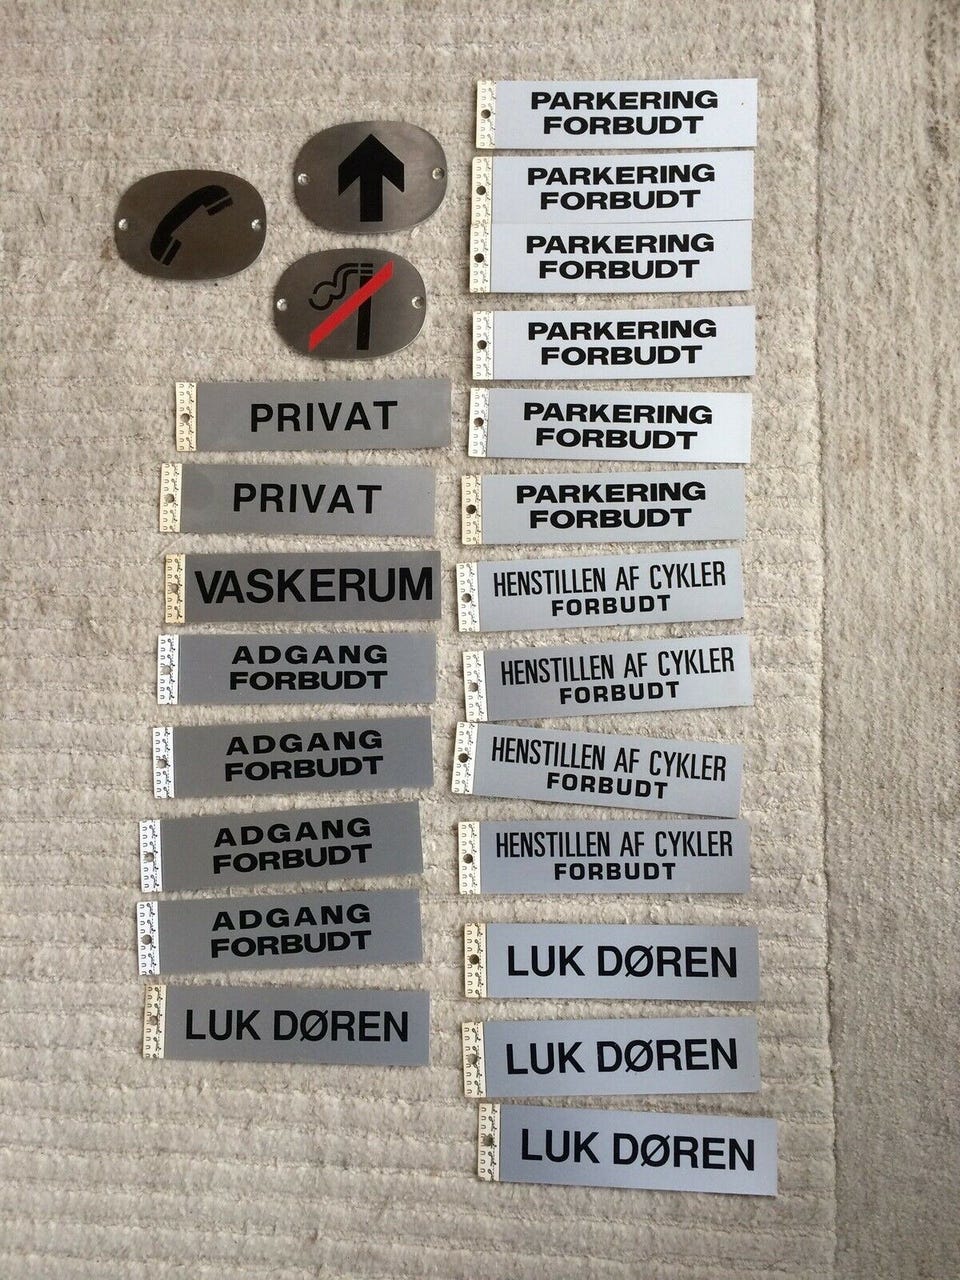 PRIVAT
PRIVAT
VASKERUM
ADGANG
FORBUDT
ADGANG
FORBUDT
ADGANG
FORBUDT
ADGANG
FORBUDT
LUK DØREN
PARKERING
FORBUDT
PARKERING
FORBUDT
PARKERING
FORBUDT
PARKERING
FORBUDT
PARKERING
FORBUDT
PARKERING
FORBUDT
HENSTILLEN AF CYKLER
FORBUDT
HENSTILLEN AF CYKLER
FORBUDT
HENSTILLEN AF CYKLER
FORBUDT
HENSTILLEN AF CYKLER
FORBUDT
LUK DØREN
LUK DØREN
LUK DØREN